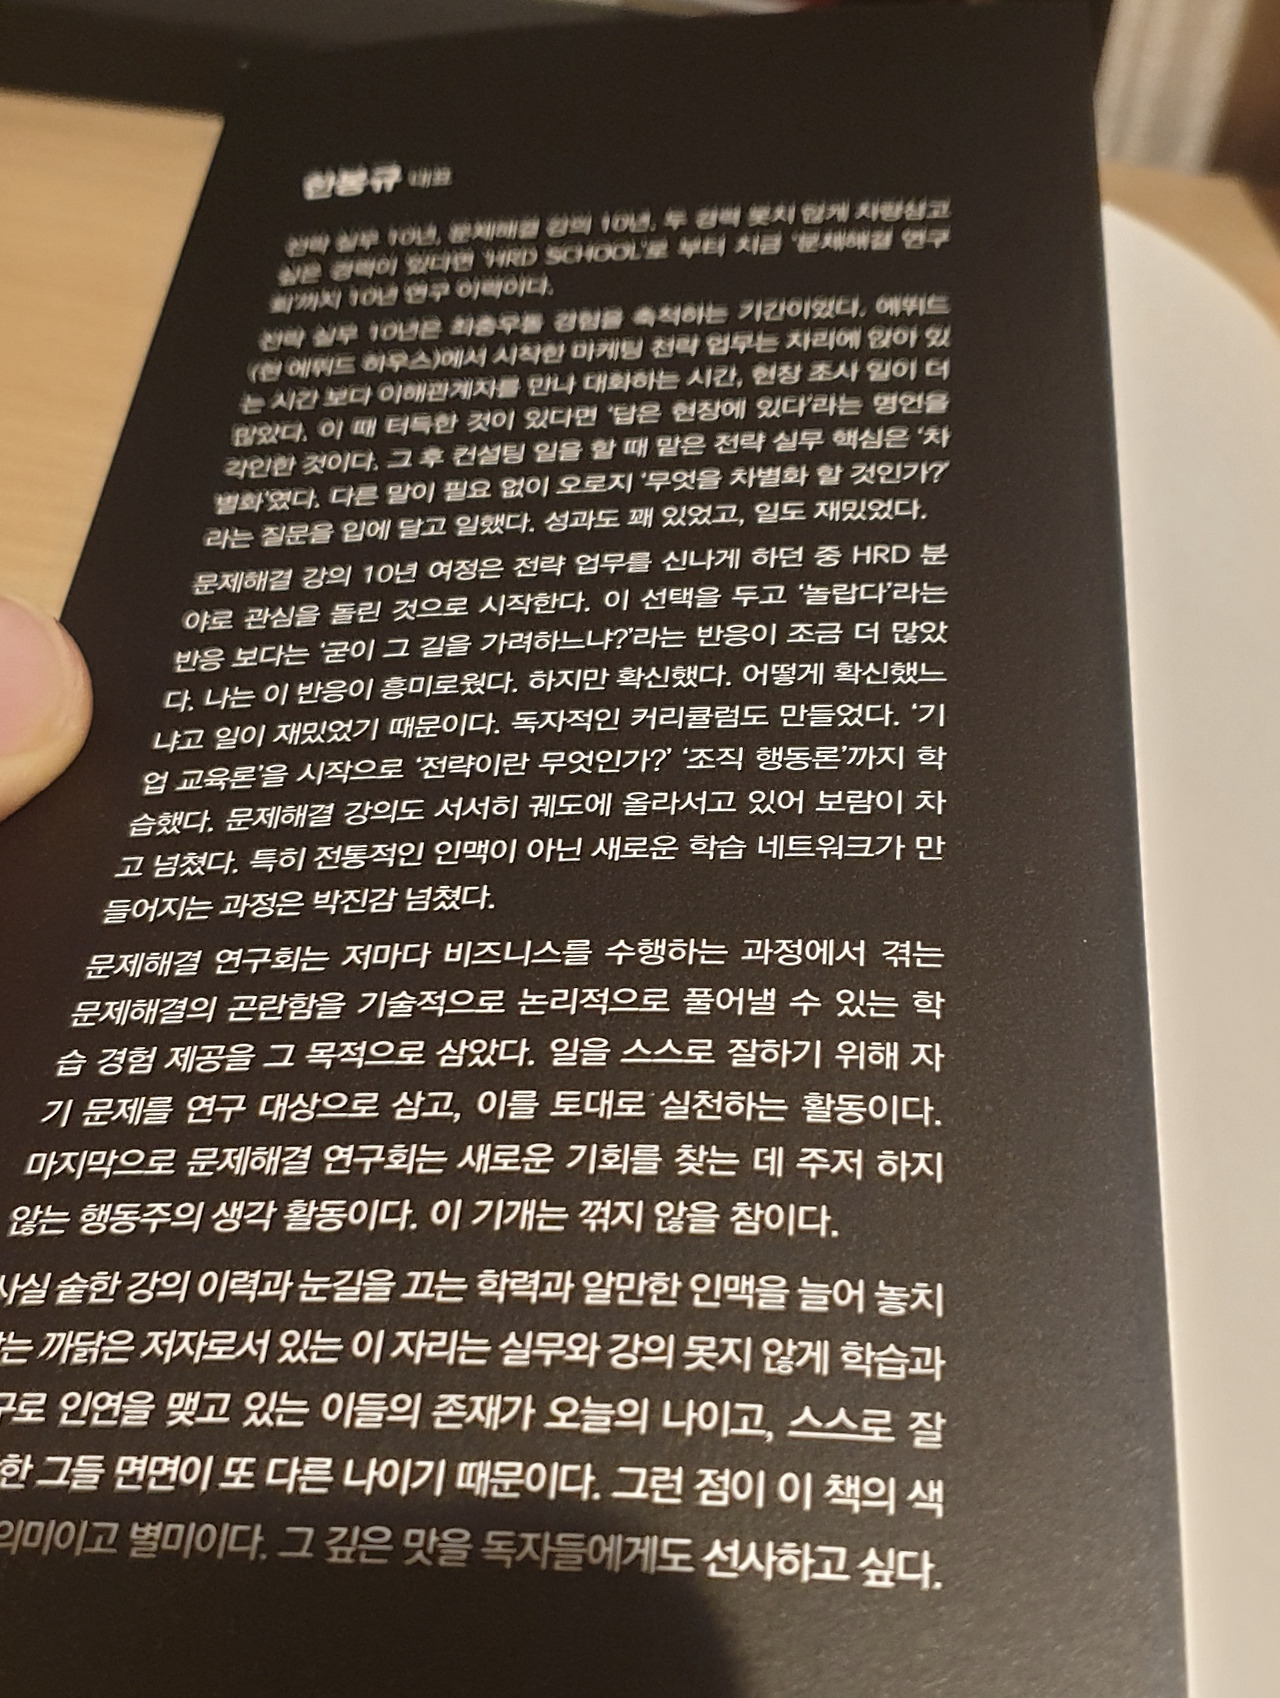 한봉규 대표
전략 실무 10년, 문제해결 강의 10년. 두 경력 못지 않게 자랑삼고
싶은 경력이 있다면 'HRD SCHOOL'로 부터 지금 '문제해결 연구
회'까지 10년 연구 이력이다.
전략 실무 10년은 좌충우돌 경험을 축적하는 기간이었다. 에뛰드
(현 에뛰드 하우스)에서 시작한 마케팅 전략 업무는 자리에 앉아 있
는 시간 보다 이해관계자를 만나 대화하는 시간, 현장 조사 일이 더
많았다. 이 때 터득한 것이 있다면 '답은 현장에 있다'라는 명언을
각인한 것이다. 그 후 컨설팅 일을 할 때 맡은 전략 실무 핵심은 '차
별화'였다. 다른 말이 필요 없이 오로지 '무엇을 차별화 할 것인가?'
라는 질문을 입에 달고 일했다. 성과도 꽤 있었고, 일도 재밌었다.
문제해결 강의 10년 여정은 전략 업무를 신나게 하던 중 HRD 분
야로 관심을 돌린 것으로 시작한다. 이 선택을 두고 '놀랍다'라는
반응 보다는 '굳이 그 길을 가려하느냐?'라는 반응이 조금 더 많았
다. 나는 이 반응이 흥미로웠다. 하지만 확신했다. 어떻게 확신했느
냐고 일이 재밌었기 때문이다. 독자적인 커리큘럼도 만들었다. '기
업 교육론'을 시작으로 '전략이란 무엇인가?' '조직 행동론'까지 학
습했다. 문제해결 강의도 서서히 궤도에 올라서고 있어 보람이 차
고 넘쳤다. 특히 전통적인 인맥이 아닌 새로운 학습 네트워크가 만
들어지는 과정은 박진감 넘쳤다.
문제해결 연구회는 저마다 비즈니스를 수행하는 과정에서 겪는
문제해결의 곤란함을 기술적으로 논리적으로 풀어낼 수 있는 학
습 경험 제공을 그 목적으로 삼았다. 일을 스스로 잘하기 위해 자
기 문제를 연구 대상으로 삼고, 이를 토대로 실천하는 활동이다.
마지막으로 문제해결 연구회는 새로운 기회를 찾는 데 주저 하지
않는 행동주의 생각 활동이다. 이 기개는 꺾지 않을 참이다.
사실 숱한 강의 이력과 눈길을 끄는 학력과 알만한 인맥을 늘어 놓치
는 까닭은 저자로서 있는 이 자리는 실무와 강의 못지 않게 학습과
구로 인연을 맺고 있는 이들의 존재가 오늘의 나이고, 스스로 잘
한 그들 면면이 또 다른 나이기 때문이다. 그런 점이 이 책의 색
의미이고 별미이다. 그 깊은 맛을 독자들에게도 선사하고 싶다.